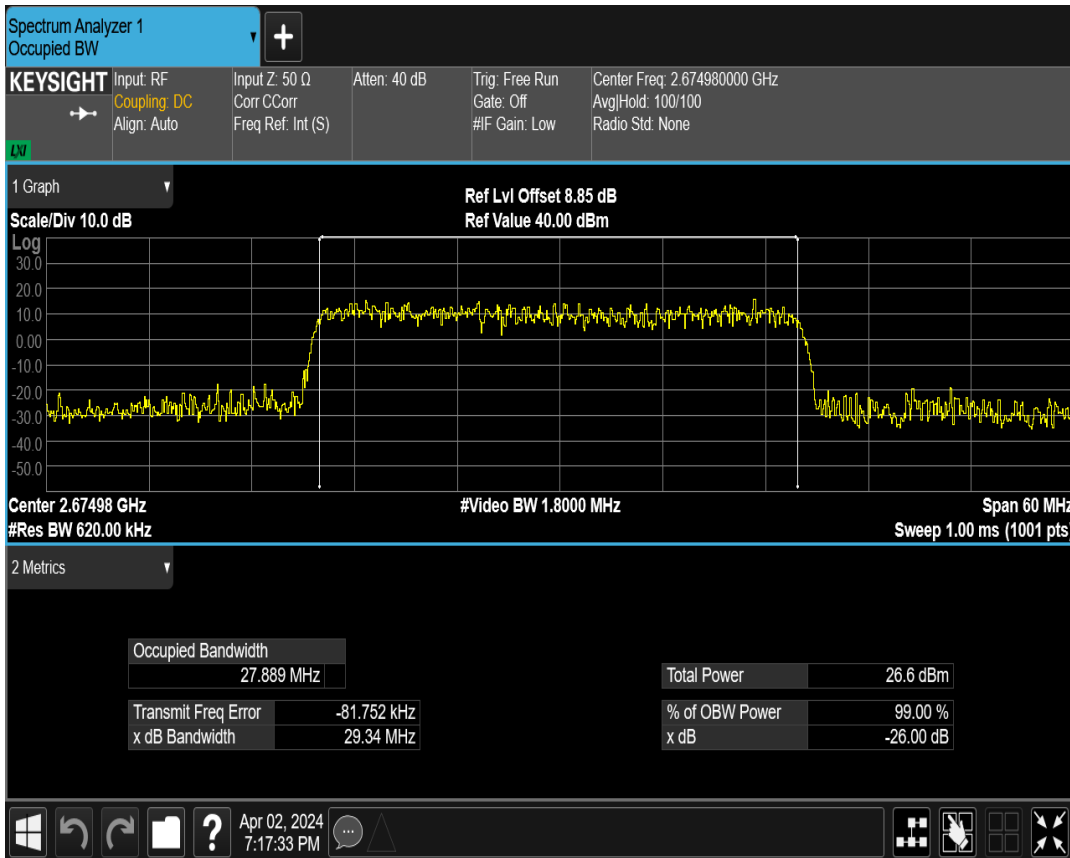 Spectrum Analyzer 1
Occupied BW
+
KEYSIGHT
LXI
Input: RF
Coupling: DC
Align: Auto
Input Z: 50 Ω
Corr CCorr
Freq Ref: Int (S)
Atten: 40 dB
Trig: Free Run
Gate: Off
#IF Gain: Low
Center Freq: 2.674980000 GHz
Avg|Hold: 100/100
Radio Std: None
1 Graph
Scale/Div 10.0 dB
Ref Lvl Offset 8.85 dB
Ref Value 40.00 dBm
Log
30.0
20.0
10.0
0.00
-10.0
-20.0
-30.0
-40.0
-50.0
Center 2.67498 GHz
#Video BW 1.8000 MHz
Span 60 MHz
#Res BW 620.00 kHz
Sweep 1.00 ms (1001 pts)
2 Metrics
Occupied Bandwidth
27.889 MHz
Transmit Freq Error -81.752 kHz
x dB Bandwidth 29.34 MHz
Total Power 26.6 dBm
% of OBW Power 99.00 %
x dB -26.00 dB
?
Apr 02, 2024
7:17:33 PM